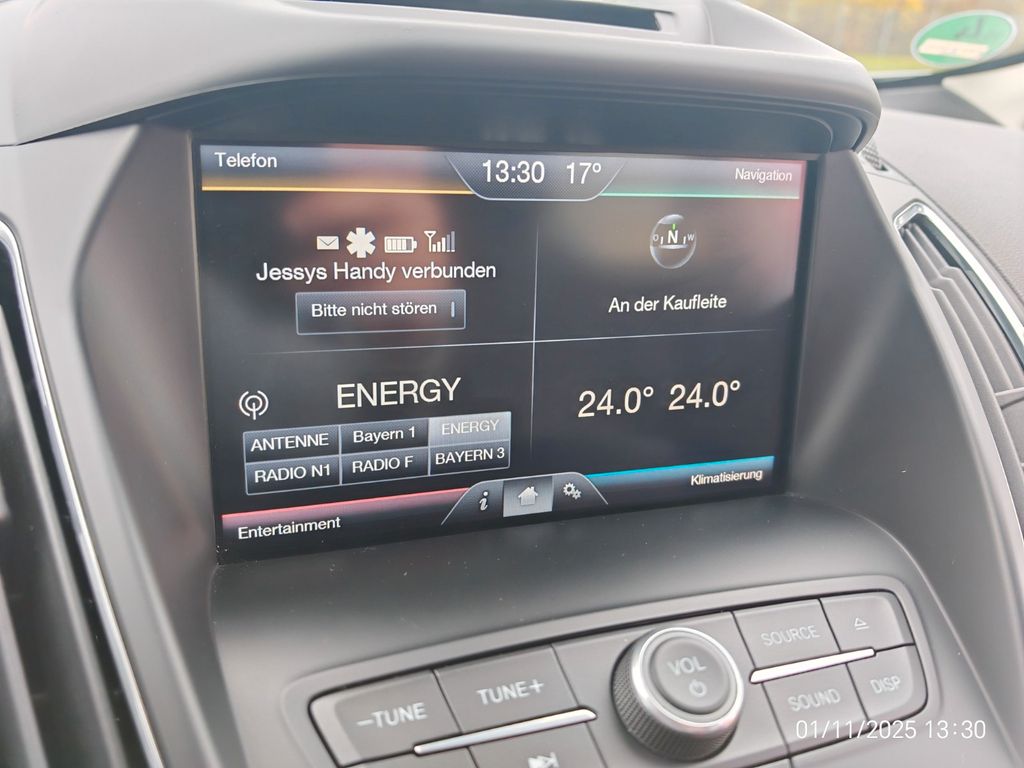 Telefon
13:30 17°
Navigation
O N W
Jessys Handy verbunden
Bitte nicht stören
An der Kaufleite
ENERGY
24.0° 24.0°
ANTENNE Bayern 1 ENERGY
RADIO N1 RADIO F BAYERN 3
i
Klimatisierung
Entertainment
SOURCE
VOL
TUNE+
–TUNE
SOUND
DISP
01/11/2025 13:30